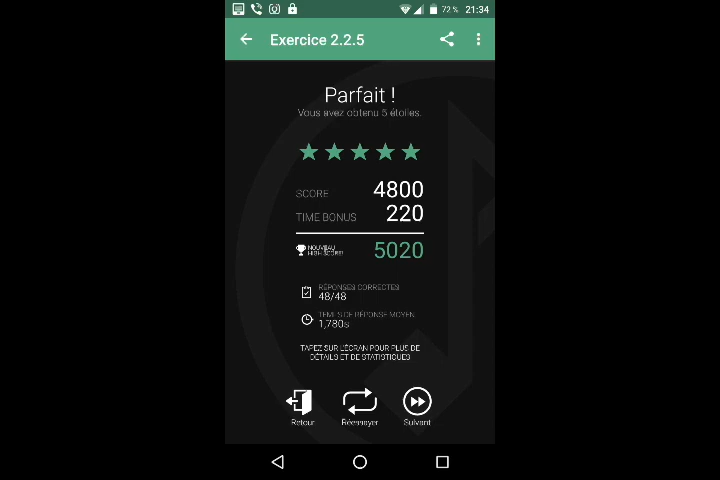 72 % 21:34
Exercice 2.2.5
Parfait !
Vous avez obtenu 5 étoiles.
SCORE 4800
TIME BONUS 220
NOUVEAU
HIGH SCORE! 5020
RÉPONSES CORRECTES
48/48
TEMPS DE RÉPONSE MOYEN
1,780s
TAPEZ SUR L'ÉCRAN POUR PLUS DE
DÉTAILS ET DE STATISTIQUES
Retour Réessayer Suivant